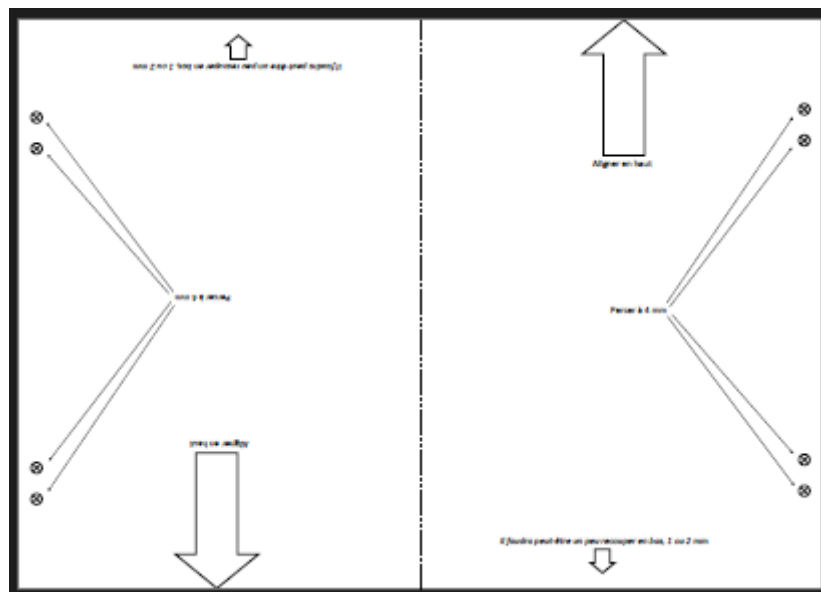 Il faudra peut-être un peu recouper en bas, 1 ou 2 mm
Percer à 4 mm
Aligner en haut
Aligner en haut
Percer à 4 mm
Il faudra peut-être un peu recouper en bas, 1 ou 2 mm